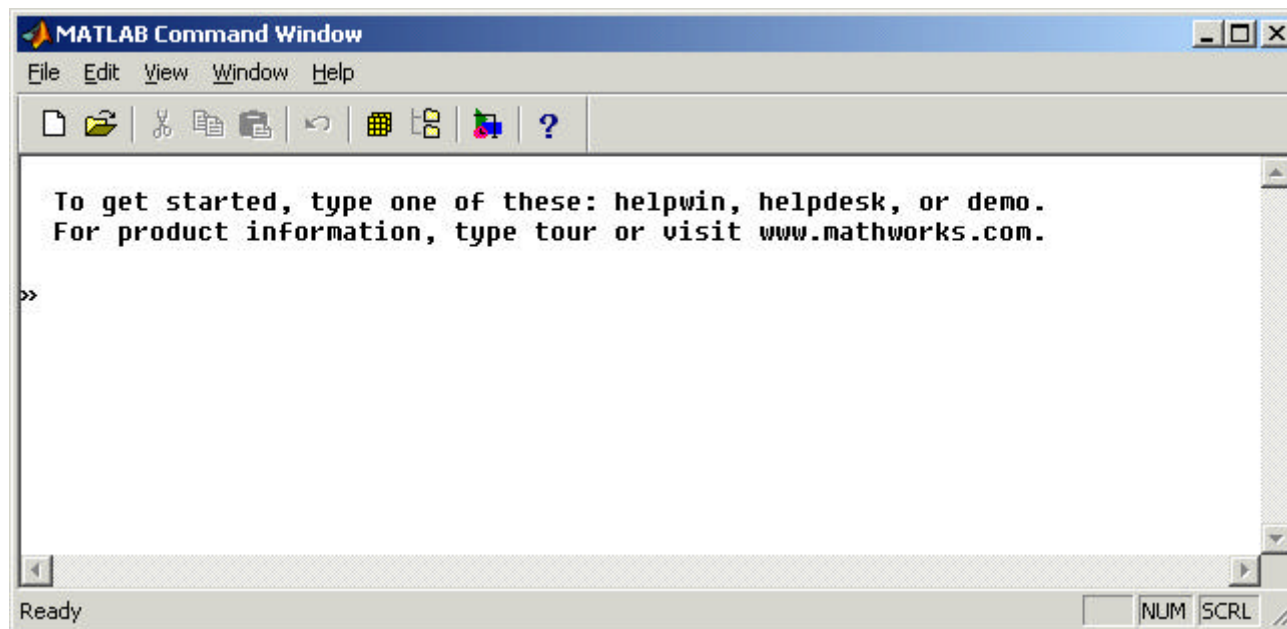 MATLAB Command Window
File Edit View Window Help
?
To get started, type one of these: helpwin, helpdesk, or demo.
For product information, type tour or visit www.mathworks.com.
»
Ready NUM SCRL